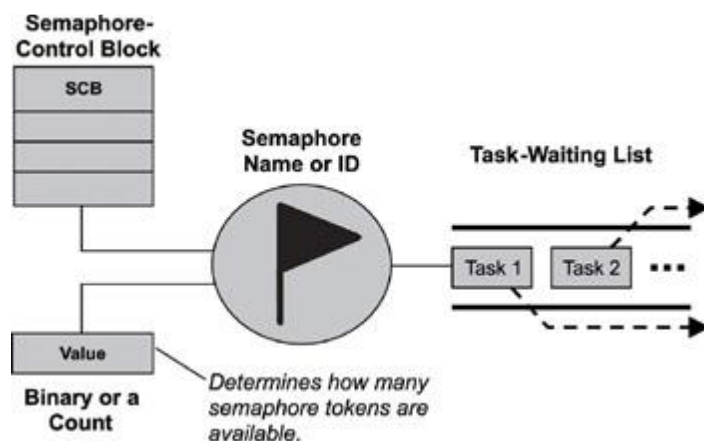 Semaphore-
Control Block
SCB
Semaphore
Name or ID
Task-Waiting List
Task 1
Task 2
Value
Binary or a
Count
Determines how many
semaphore tokens are
available.